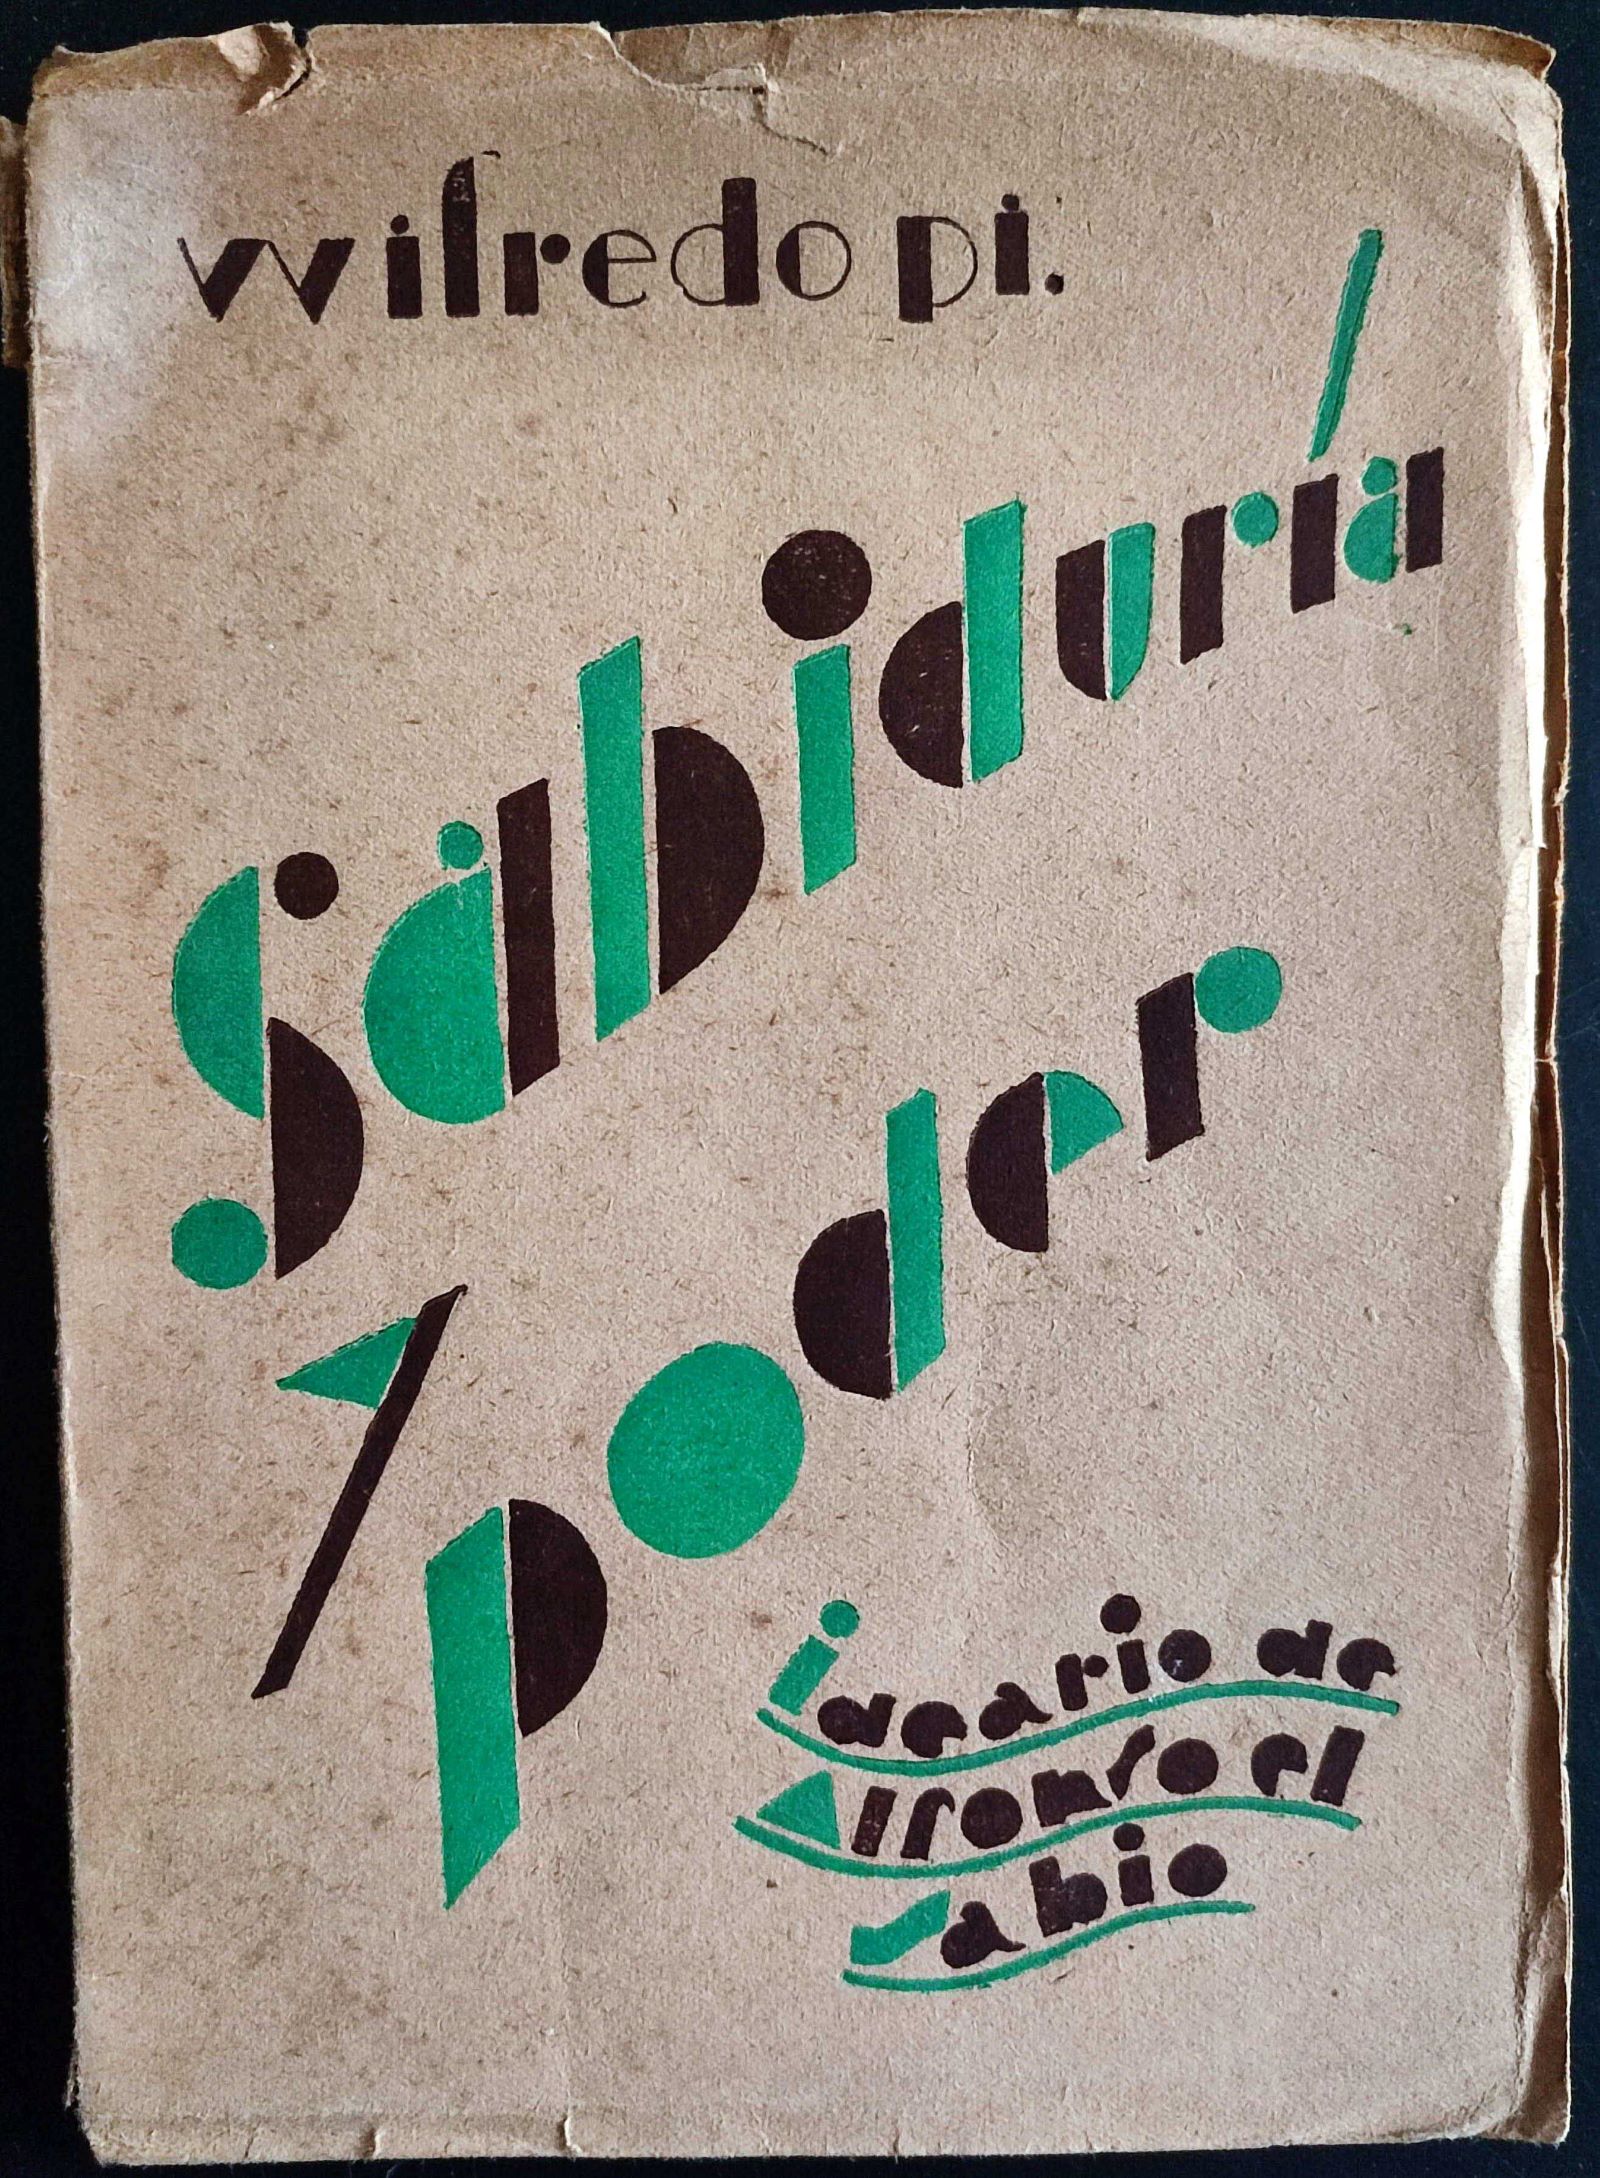 wilfredo pi.
sabiduría
y
poder
ideario de
Alfonso el
sabio